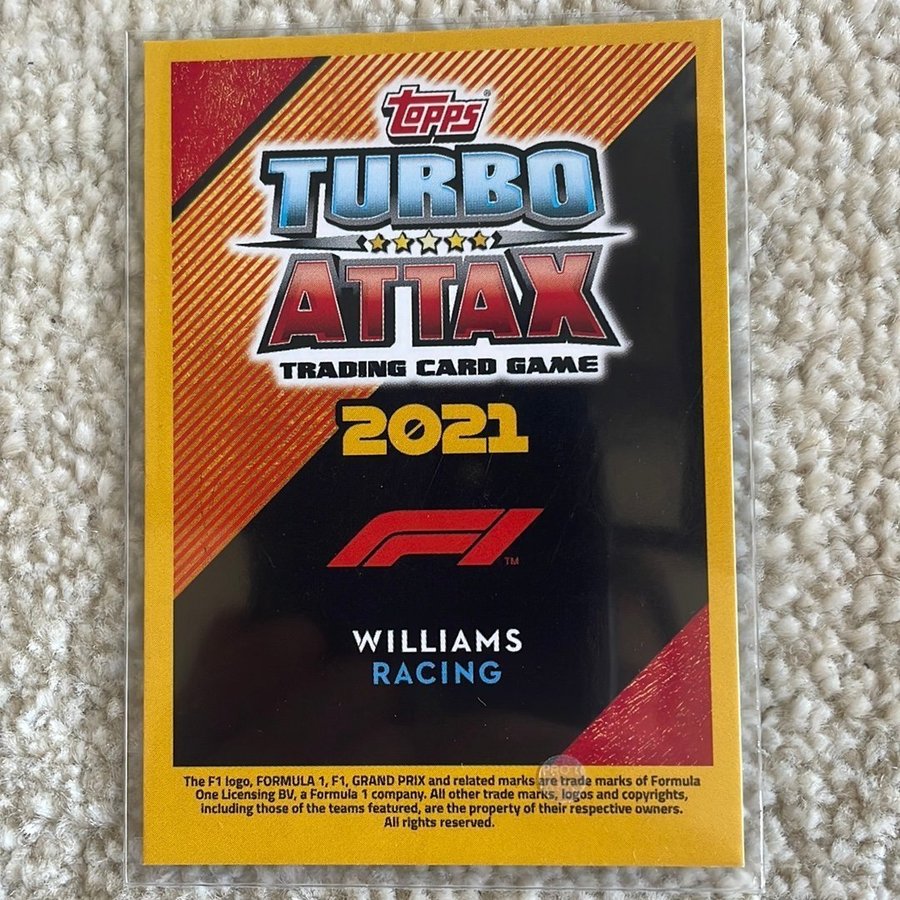 TOPPS®
TURBO
ATTAX
TRADING CARD GAME
2021
F1™
WILLIAMS
RACING
The F1 logo, FORMULA 1, F1, GRAND PRIX and related marks are trade marks of Formula
One Licensing BV, a Formula 1 company. All other trade marks, logos and copyrights,
including those of the teams featured, are the property of their respective owners.
All rights reserved.